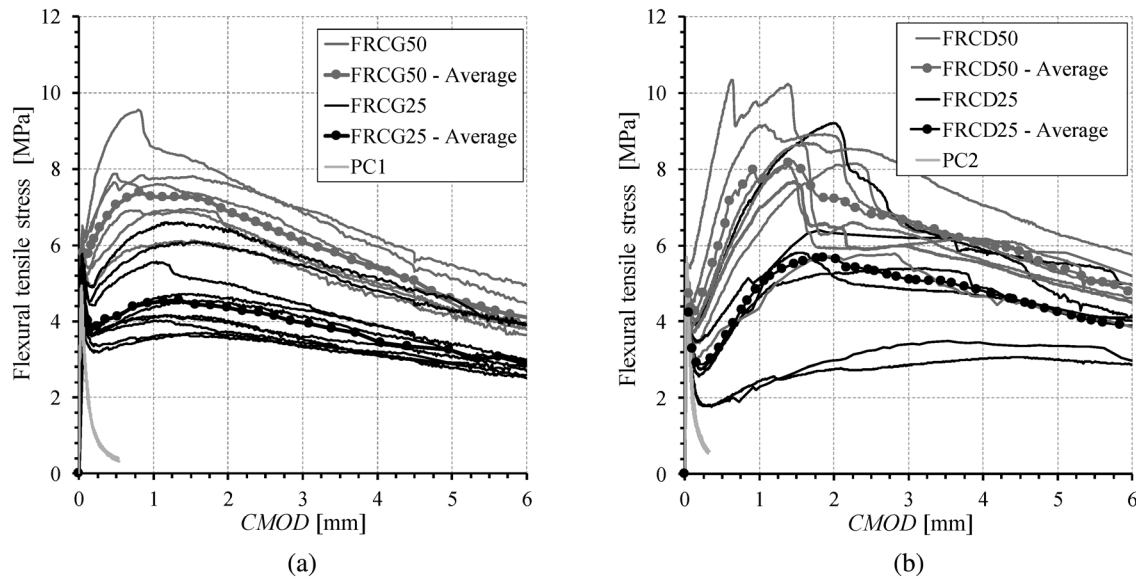 Flexural tensile stress [MPa]
12
10
8
6
4
2
0
FRCG50
FRCG50 - Average
FRCG25
FRCG25 - Average
PC1
0 1 2 3 4 5 6
CMOD [mm]
(a)
Flexural tensile stress [MPa]
12
10
8
6
4
2
0
FRCD50
FRCD50 - Average
FRCD25
FRCD25 - Average
PC2
0 1 2 3 4 5 6
CMOD [mm]
(b)